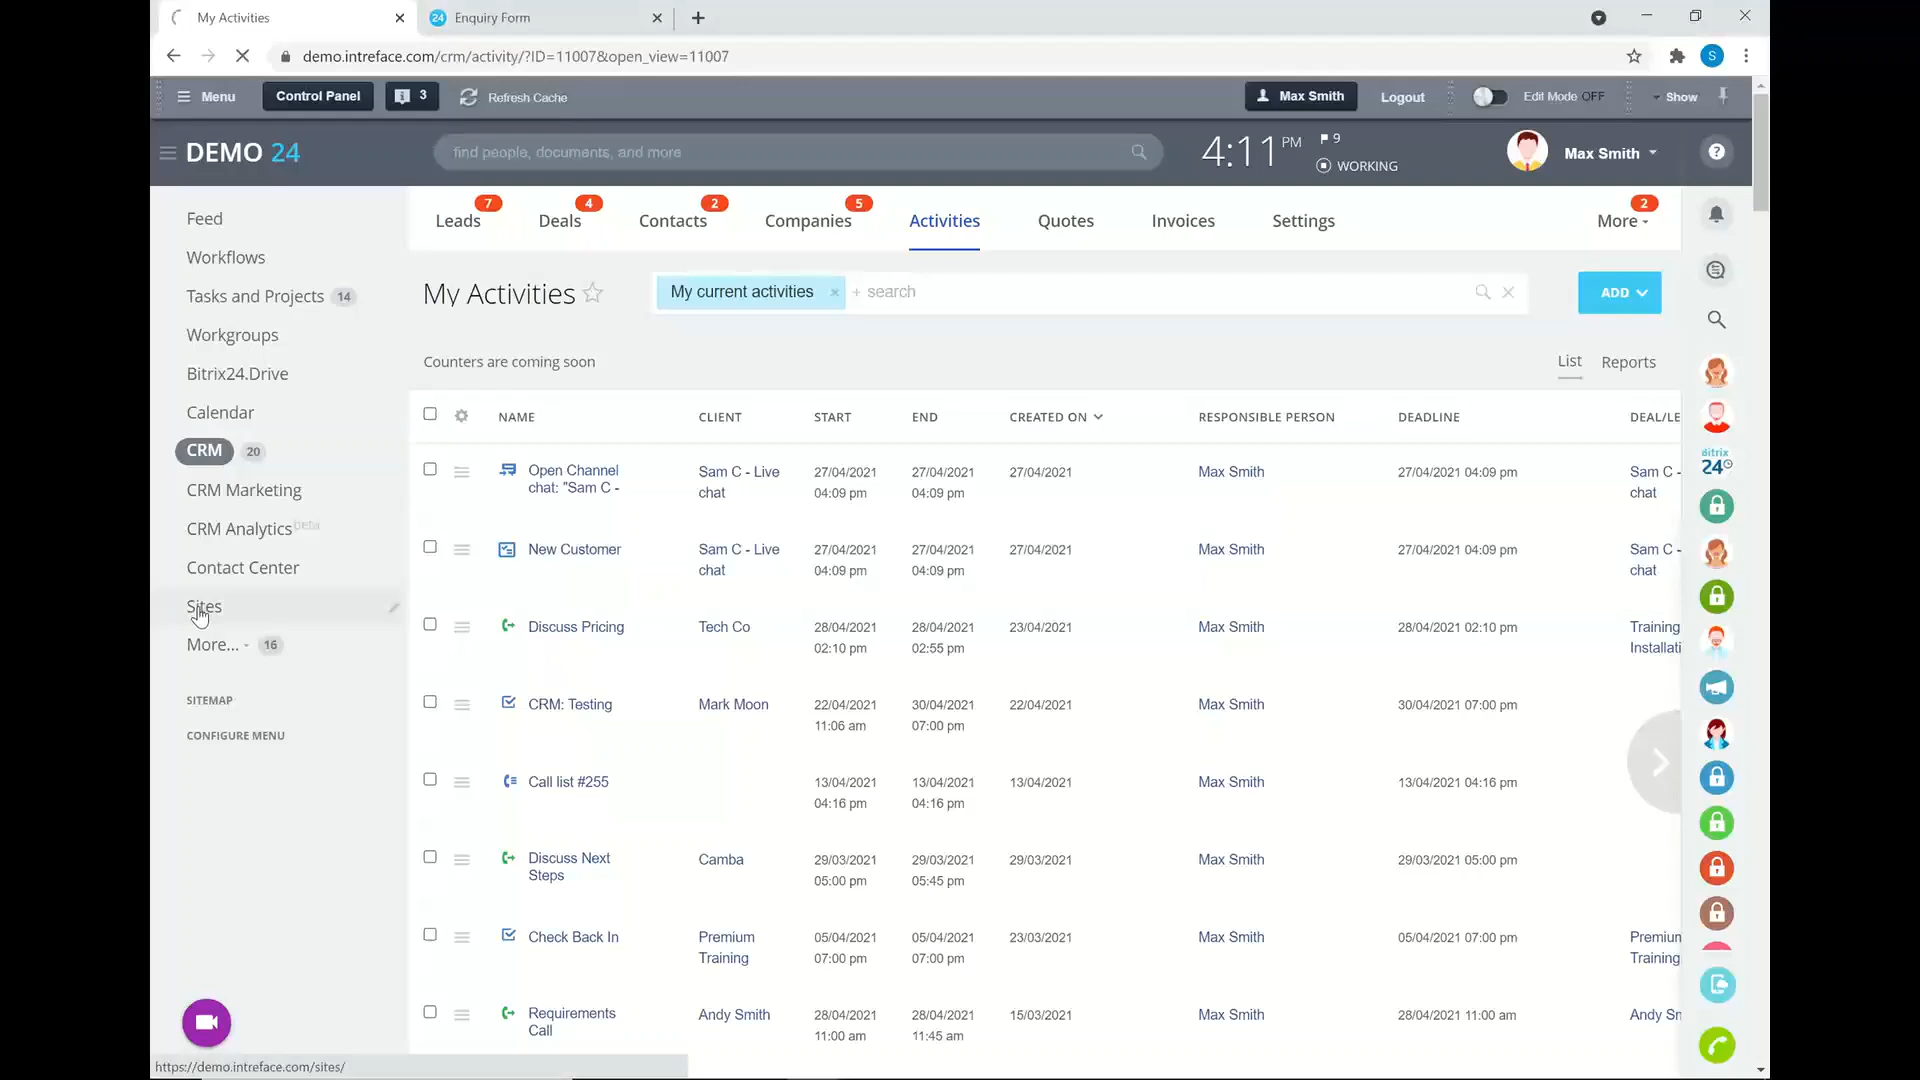 My Activities
24 Enquiry Form
demo.intreface.com/crm/activity/?ID=11007&open_view=11007
S
Menu
Control Panel
3
Refresh Cache
Max Smith
Logout
Edit Mode OFF
Show
DEMO 24
find people, documents, and more
4:11 PM
9
WORKING
Max Smith
?
Feed
Workflows
Tasks and Projects 14
Workgroups
Bitrix24.Drive
Calendar
CRM 20
CRM Marketing
CRM Analytics beta
Contact Center
Sites
More... 16
SITEMAP
CONFIGURE MENU
Leads 7
Deals 4
Contacts 2
Companies 5
Activities
Quotes
Invoices
Settings
More 2
My Activities
My current activities × + search
ADD
Counters are coming soon
List Reports
NAME CLIENT START END CREATED ON RESPONSIBLE PERSON DEADLINE DEAL/LE
Open Channel Sam C - Live 27/04/2021 27/04/2021 27/04/2021 Max Smith 27/04/2021 04:09 pm Sam C -
chat: "Sam C - chat 04:09 pm 04:09 pm chat
New Customer Sam C - Live 27/04/2021 27/04/2021 27/04/2021 Max Smith 27/04/2021 04:09 pm Sam C -
chat 04:09 pm 04:09 pm chat
Discuss Pricing Tech Co 28/04/2021 28/04/2021 23/04/2021 Max Smith 28/04/2021 02:10 pm Training
02:10 pm 02:55 pm Installati
CRM: Testing Mark Moon 22/04/2021 30/04/2021 22/04/2021 Max Smith 30/04/2021 07:00 pm
11:06 am 07:00 pm
Call list #255 13/04/2021 13/04/2021 13/04/2021 Max Smith 13/04/2021 04:16 pm
04:16 pm 04:16 pm
Discuss Next Camba 29/03/2021 29/03/2021 29/03/2021 Max Smith 29/03/2021 05:00 pm
Steps 05:00 pm 05:45 pm
Check Back In Premium 05/04/2021 05/04/2021 23/03/2021 Max Smith 05/04/2021 07:00 pm Premium
Training 07:00 pm 07:00 pm Training
Requirements Andy Smith 28/04/2021 28/04/2021 15/03/2021 Max Smith 28/04/2021 11:00 am Andy Sm
Call 11:00 am 11:45 am
Bitrix
24
https://demo.intreface.com/sites/